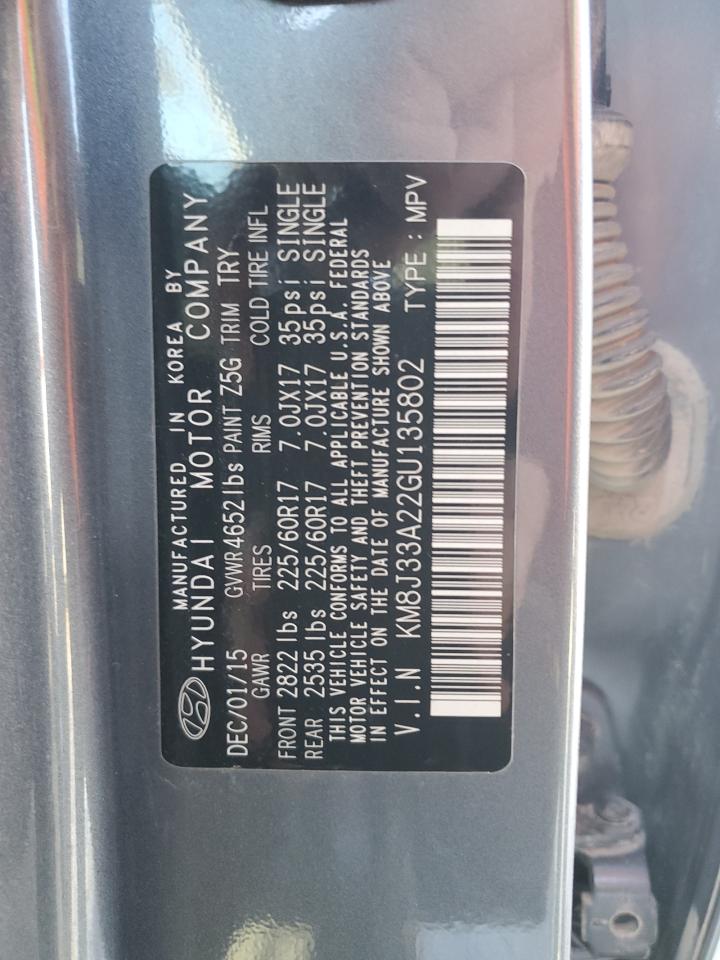 MANUFACTURED IN KOREA BY
HYUNDAI MOTOR COMPANY
DEC/01/15 GVWR 4652 lbs PAINT Z5G TRIM TRY
GAWR TIRES RIMS COLD TIRE INFL
FRONT 2822 lbs 225/60R17 7.0JX17 35psi SINGLE
REAR 2535 lbs 225/60R17 7.0JX17 35psi SINGLE
THIS VEHICLE CONFORMS TO ALL APPLICABLE U.S.A. FEDERAL
MOTOR VEHICLE SAFETY AND THEFT PREVENTION STANDARDS
IN EFFECT ON THE DATE OF MANUFACTURE SHOWN ABOVE
V.I.N KM8J33A22GU135802 TYPE : MPV